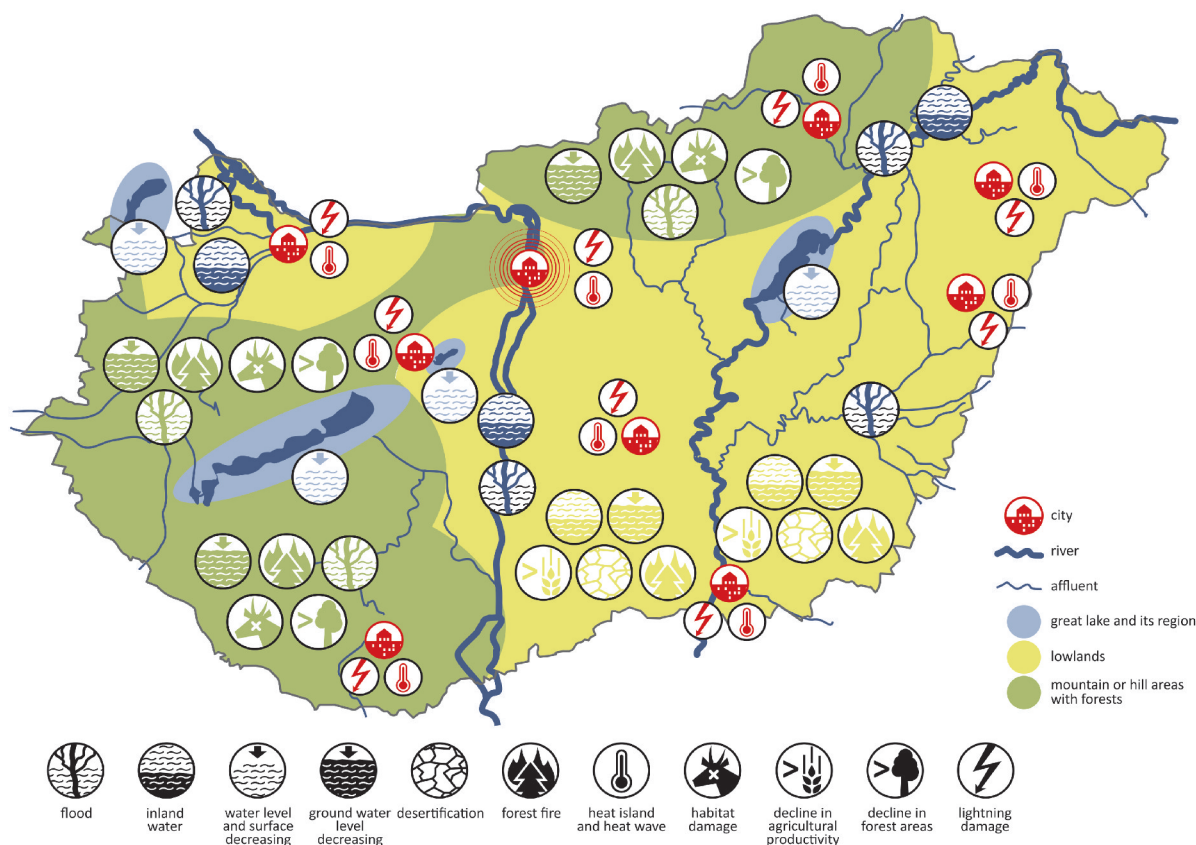 city
river
affluent
great lake and its region
lowlands
mountain or hill areas
with forests
flood
inland
water
water level
and surface
decreasing
ground water
level
decreasing
desertification
forest fire
heat island
and heat wave
habitat
damage
decline in
agricultural
productivity
decline in
forest areas
lightning
damage